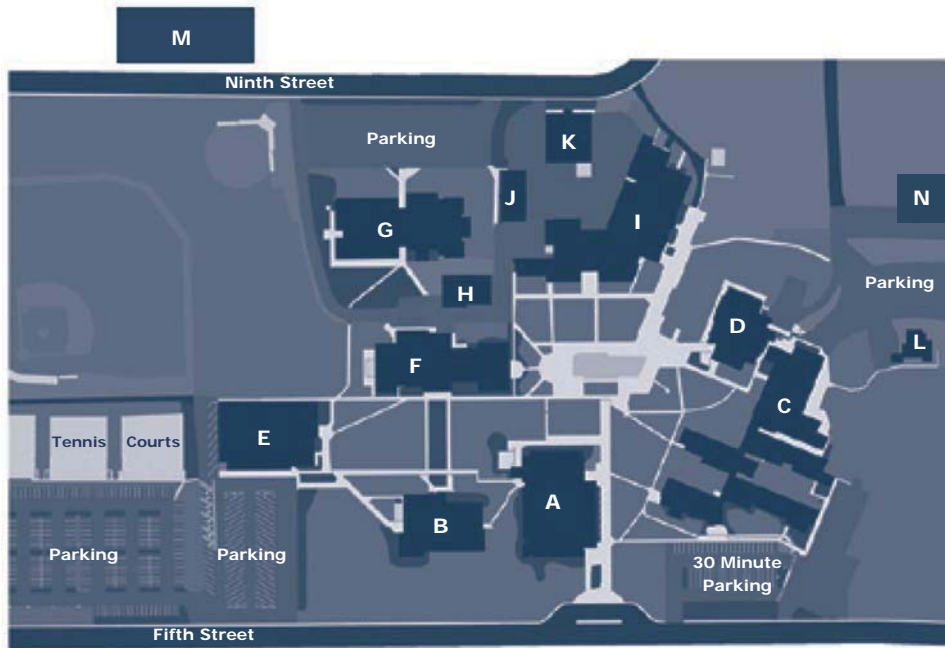 M
Ninth Street
Parking
K
J
I
N
G
Parking
H
D
L
F
C
Tennis Courts
E
A
B
Parking
Parking
30 Minute
Parking
Fifth Street